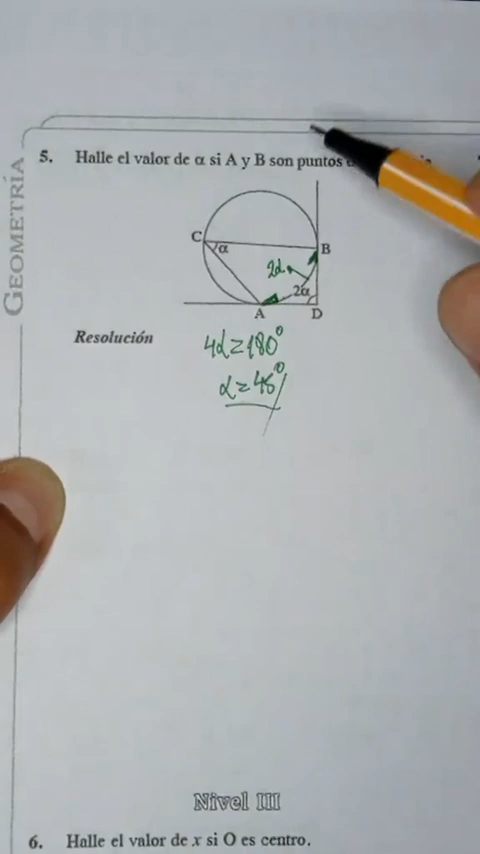 GEOMETRÍA
5. Halle el valor de α si A y B son puntos
C
α
B
2α
2α
A
D
Resolución
4α=180°
α=45°
Nivel III
6. Halle el valor de x si O es centro.